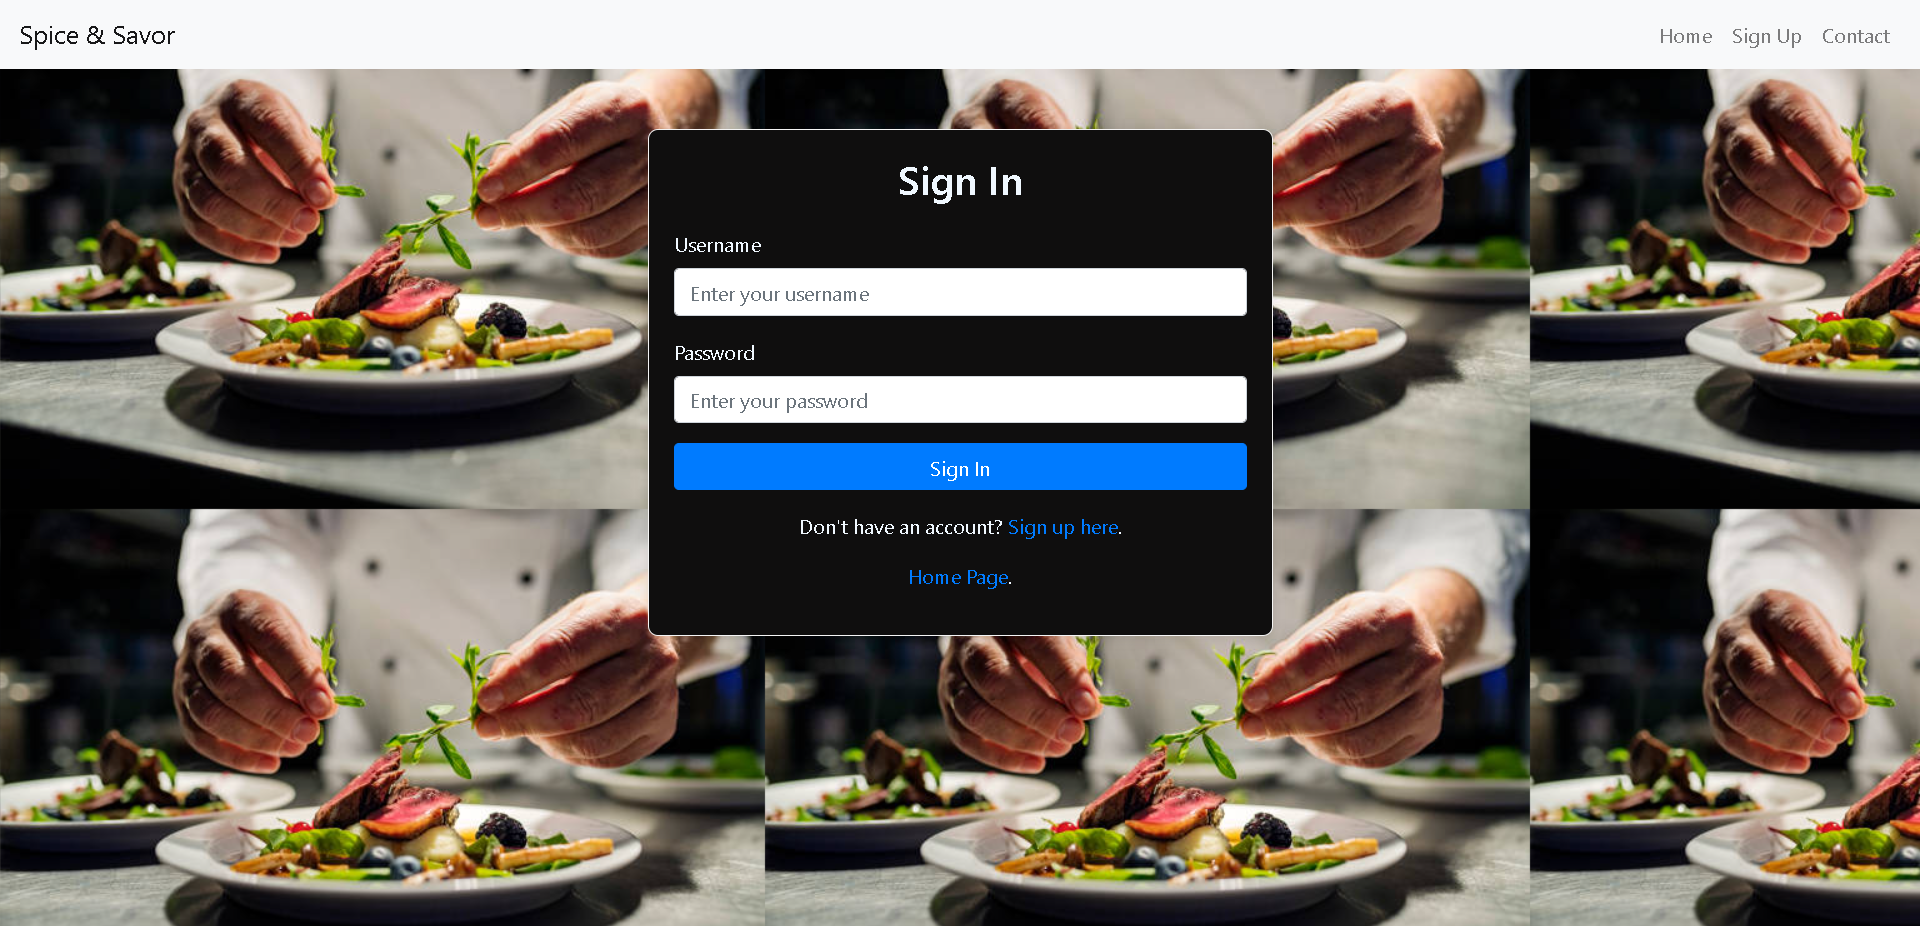 Spice & Savor
Home Sign Up Contact
Sign In
Username
Enter your username
Password
Enter your password
Sign In
Don't have an account? Sign up here.
Home Page.